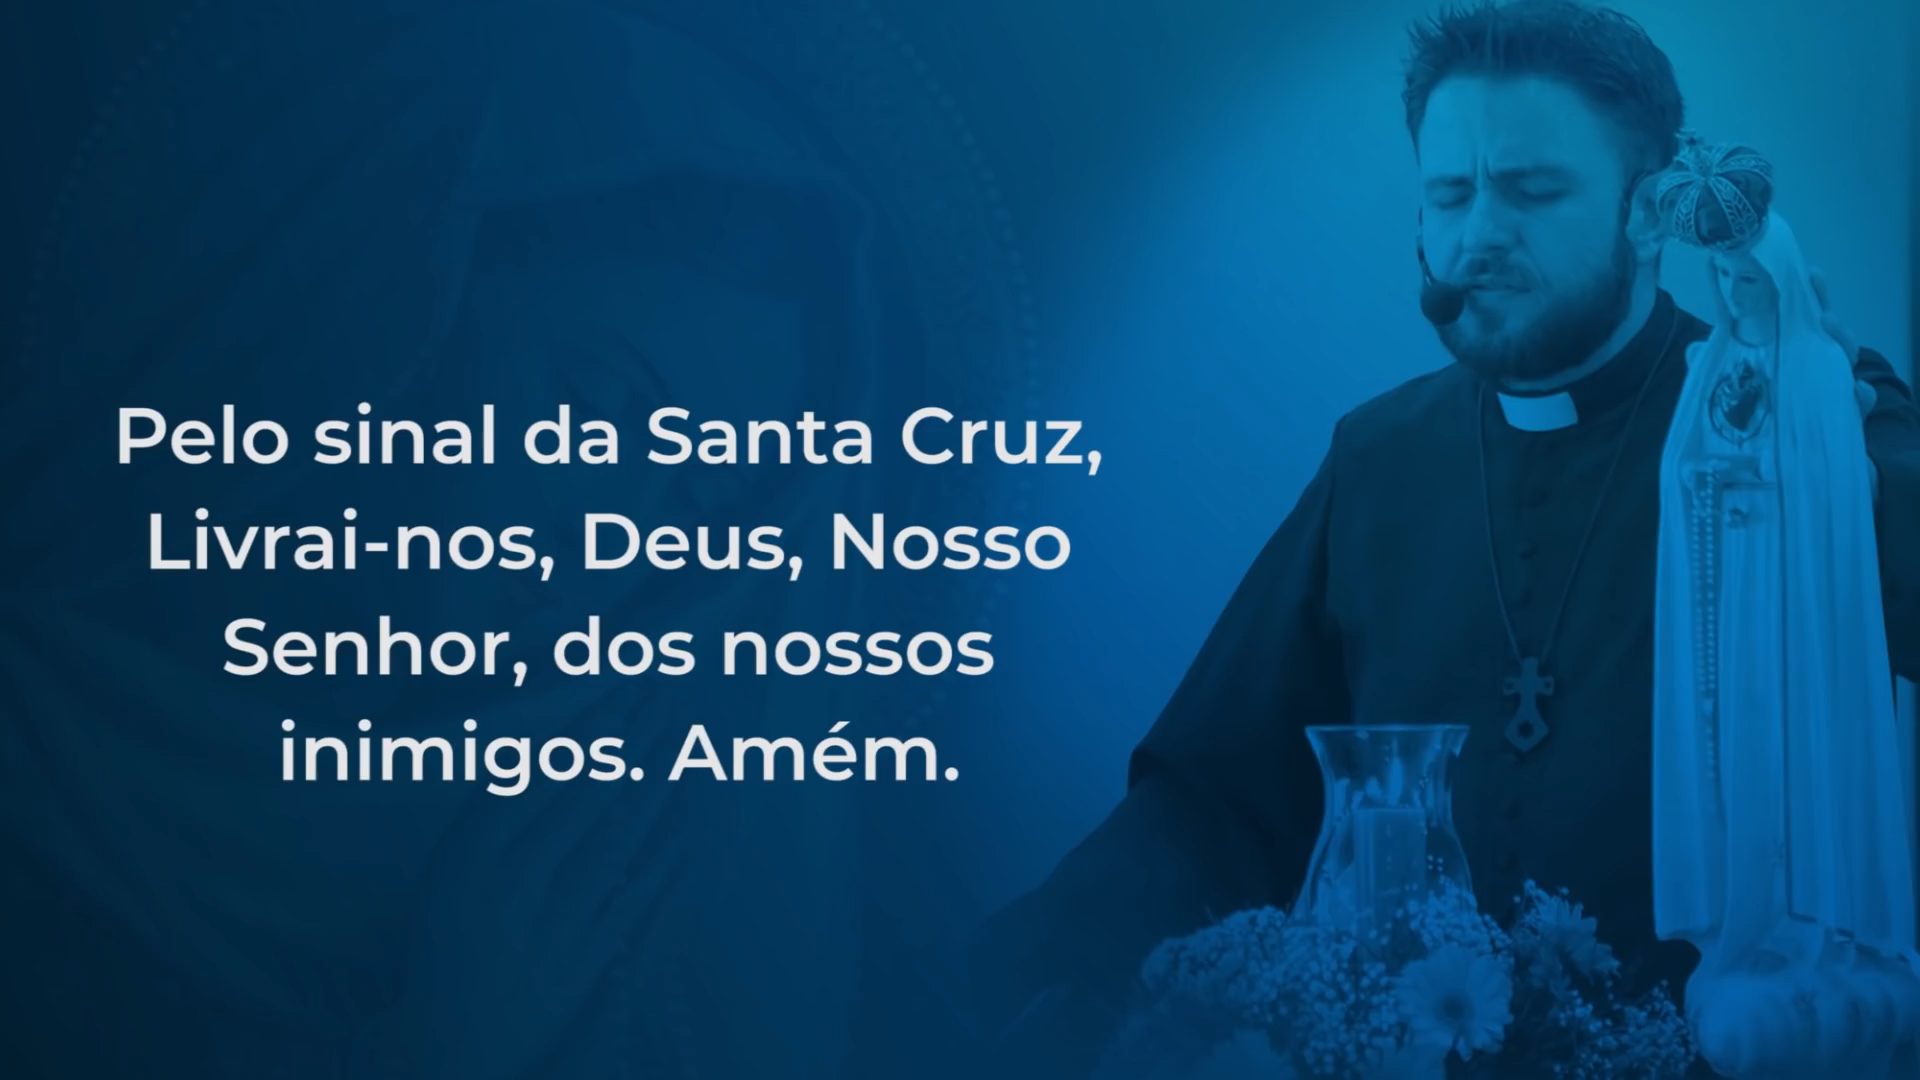 Pelo sinal da Santa Cruz,
Livrai-nos, Deus, Nosso
Senhor, dos nossos
inimigos. Amém.